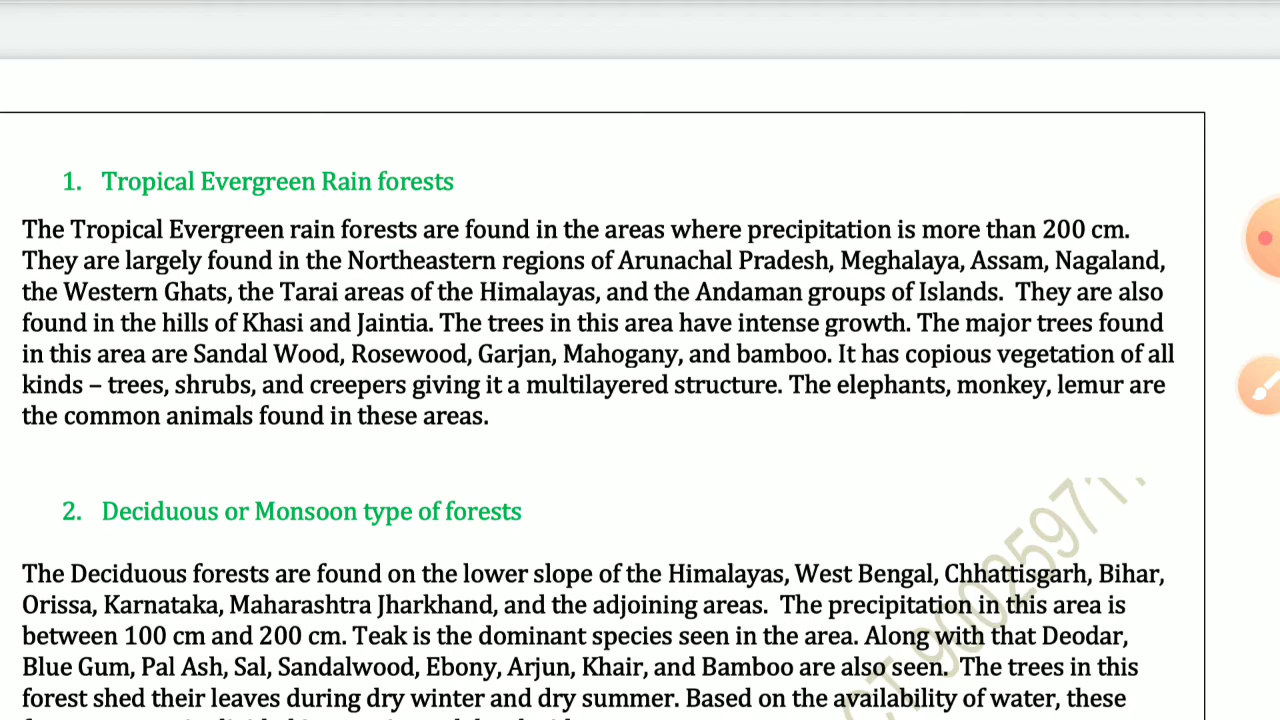 1. Tropical Evergreen Rain forests
The Tropical Evergreen rain forests are found in the areas where precipitation is more than 200 cm.
They are largely found in the Northeastern regions of Arunachal Pradesh, Meghalaya, Assam, Nagaland,
the Western Ghats, the Tarai areas of the Himalayas, and the Andaman groups of Islands. They are also
found in the hills of Khasi and Jaintia. The trees in this area have intense growth. The major trees found
in this area are Sandal Wood, Rosewood, Garjan, Mahogany, and bamboo. It has copious vegetation of all
kinds – trees, shrubs, and creepers giving it a multilayered structure. The elephants, monkey, lemur are
the common animals found in these areas.
2. Deciduous or Monsoon type of forests
The Deciduous forests are found on the lower slope of the Himalayas, West Bengal, Chhattisgarh, Bihar,
Orissa, Karnataka, Maharashtra Jharkhand, and the adjoining areas. The precipitation in this area is
between 100 cm and 200 cm. Teak is the dominant species seen in the area. Along with that Deodar,
Blue Gum, Pal Ash, Sal, Sandalwood, Ebony, Arjun, Khair, and Bamboo are also seen. The trees in this
forest shed their leaves during dry winter and dry summer. Based on the availability of water, these